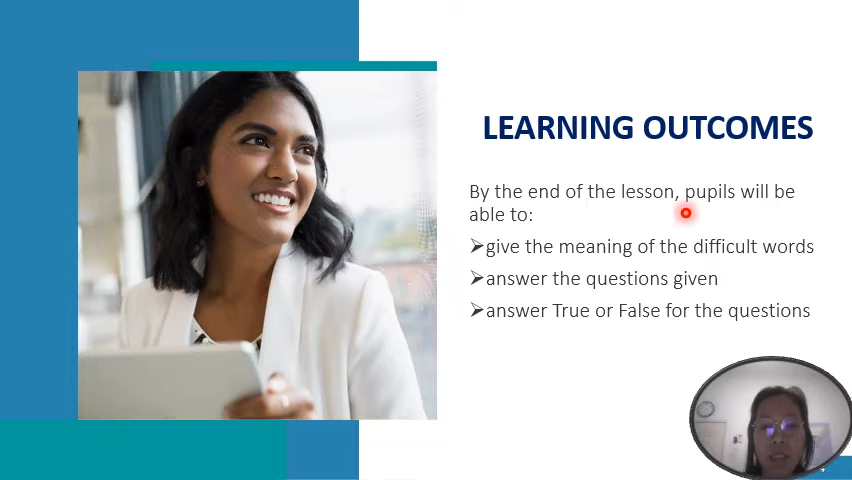 LEARNING OUTCOMES
By the end of the lesson, pupils will be
able to:
➢give the meaning of the difficult words
➢answer the questions given
➢answer True or False for the questions